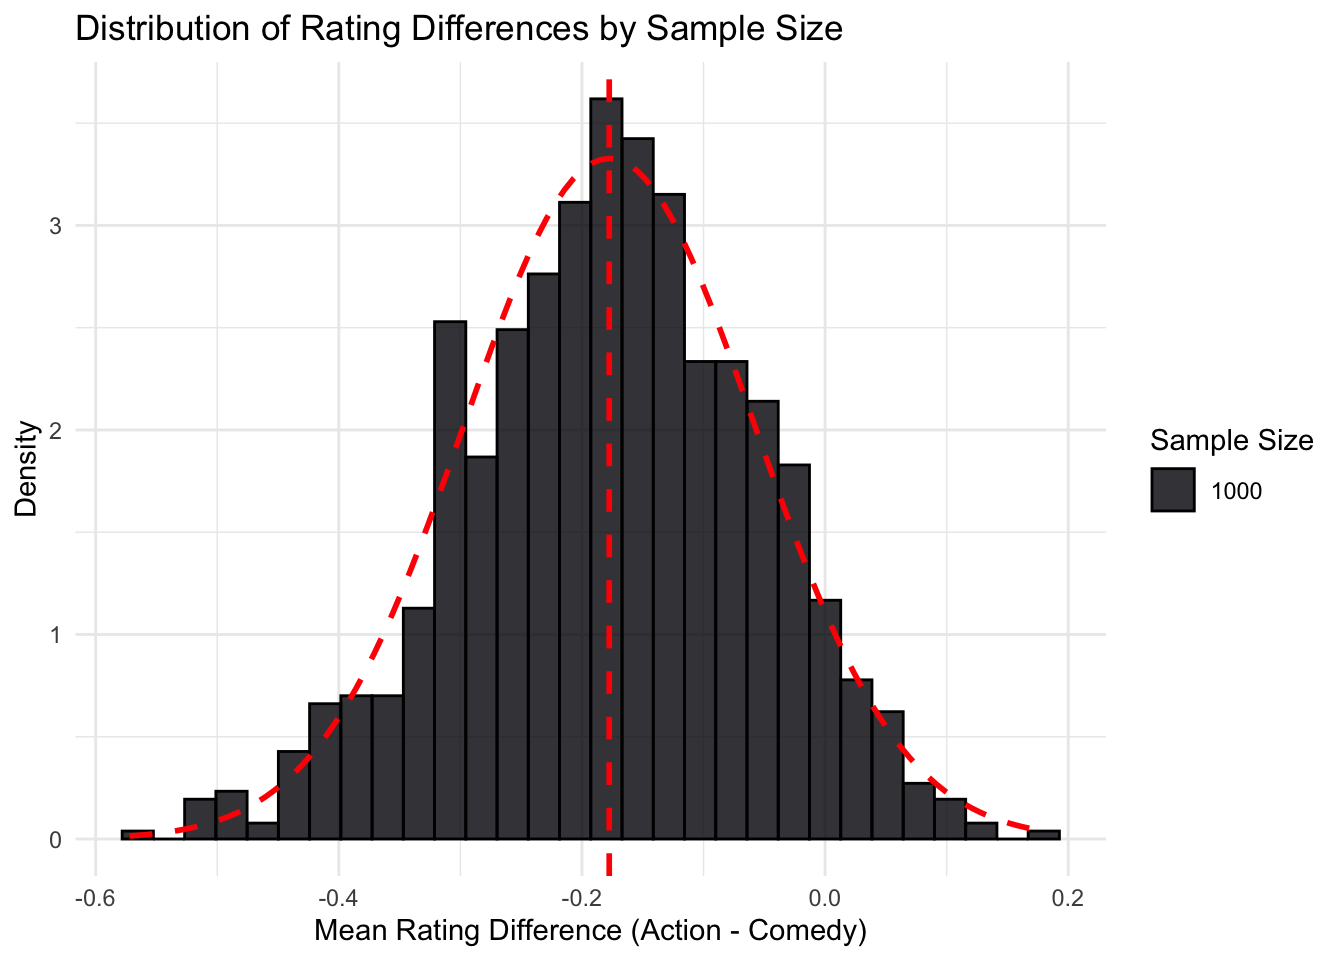 Distribution of Rating Differences by Sample Size
Density
3
2
1
0
-0.6 -0.4 -0.2 0.0 0.2
Mean Rating Difference (Action - Comedy)
Sample Size
1000